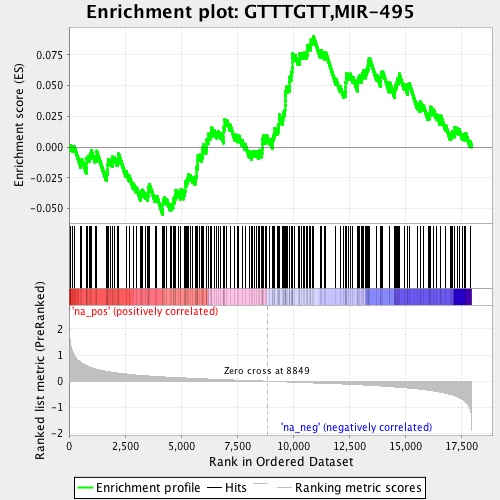 Enrichment plot: GTTTGTT,MIR-495
Enrichment score (ES)
0.075
0.050
0.025
0.000
-0.025
-0.050
'na_pos' (positively correlated)
Ranked list metric (PreRanked)
2
1
0
-1
-2
Zero cross at 8849
'na_neg' (negatively correlated)
0
2,500
5,000
7,500
10,000
12,500
15,000
17,500
Rank in Ordered Dataset
Enrichment profile
Hits
Ranking metric scores